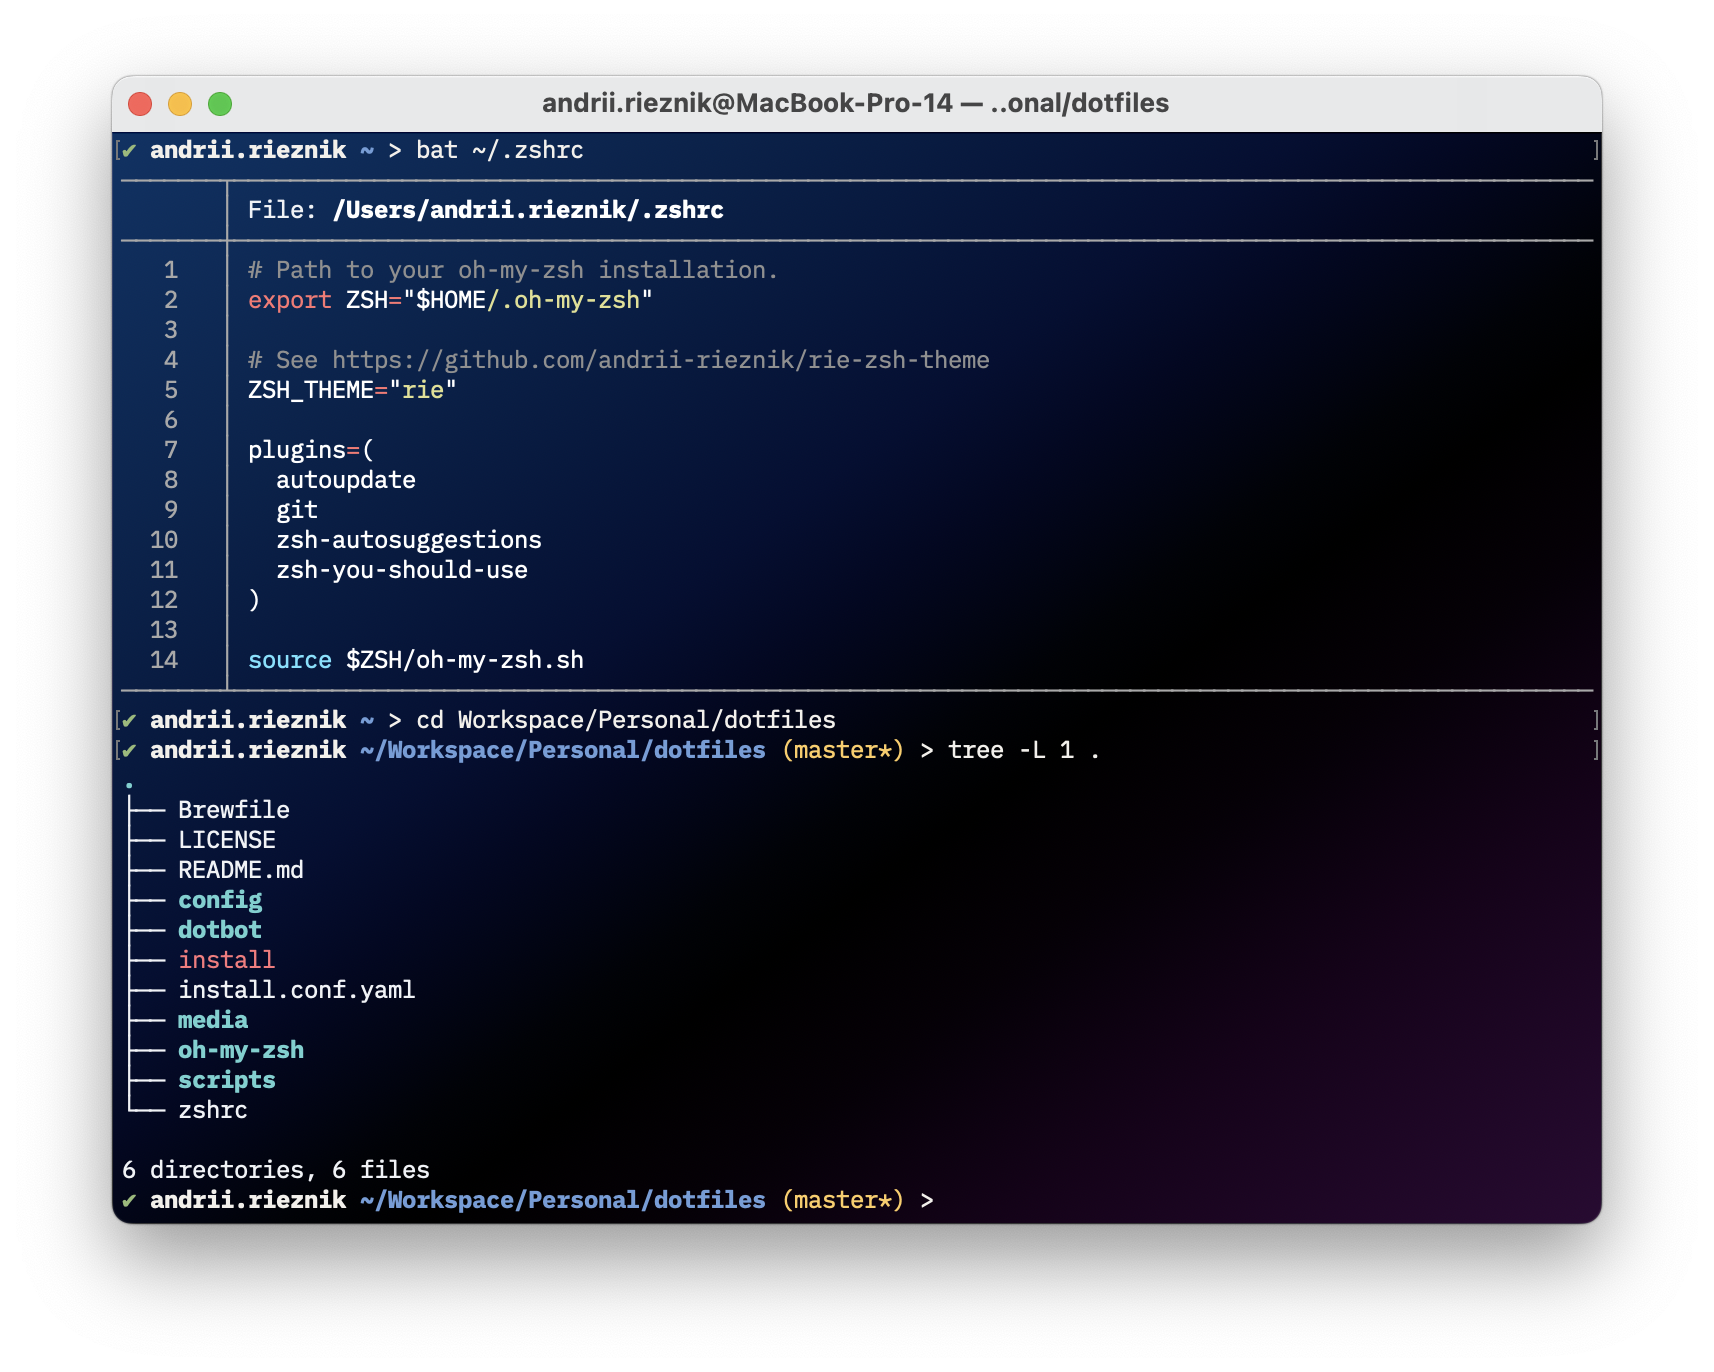 andrii.rieznik@MacBook-Pro-14 — ..onal/dotfiles
[✔ andrii.rieznik ~ > bat ~/.zshrc ]
File: /Users/andrii.rieznik/.zshrc
1 # Path to your oh-my-zsh installation.
2 export ZSH="$HOME/.oh-my-zsh"
3
4 # See https://github.com/andrii-rieznik/rie-zsh-theme
5 ZSH_THEME="rie"
6
7 plugins=(
8   autoupdate
9   git
10   zsh-autosuggestions
11   zsh-you-should-use
12 )
13
14 source $ZSH/oh-my-zsh.sh
[✔ andrii.rieznik ~ > cd Workspace/Personal/dotfiles ]
[✔ andrii.rieznik ~/Workspace/Personal/dotfiles (master*) > tree -L 1 . ]
.
├── Brewfile
├── LICENSE
├── README.md
├── config
├── dotbot
├── install
├── install.conf.yaml
├── media
├── oh-my-zsh
├── scripts
└── zshrc
6 directories, 6 files
✔ andrii.rieznik ~/Workspace/Personal/dotfiles (master*) >